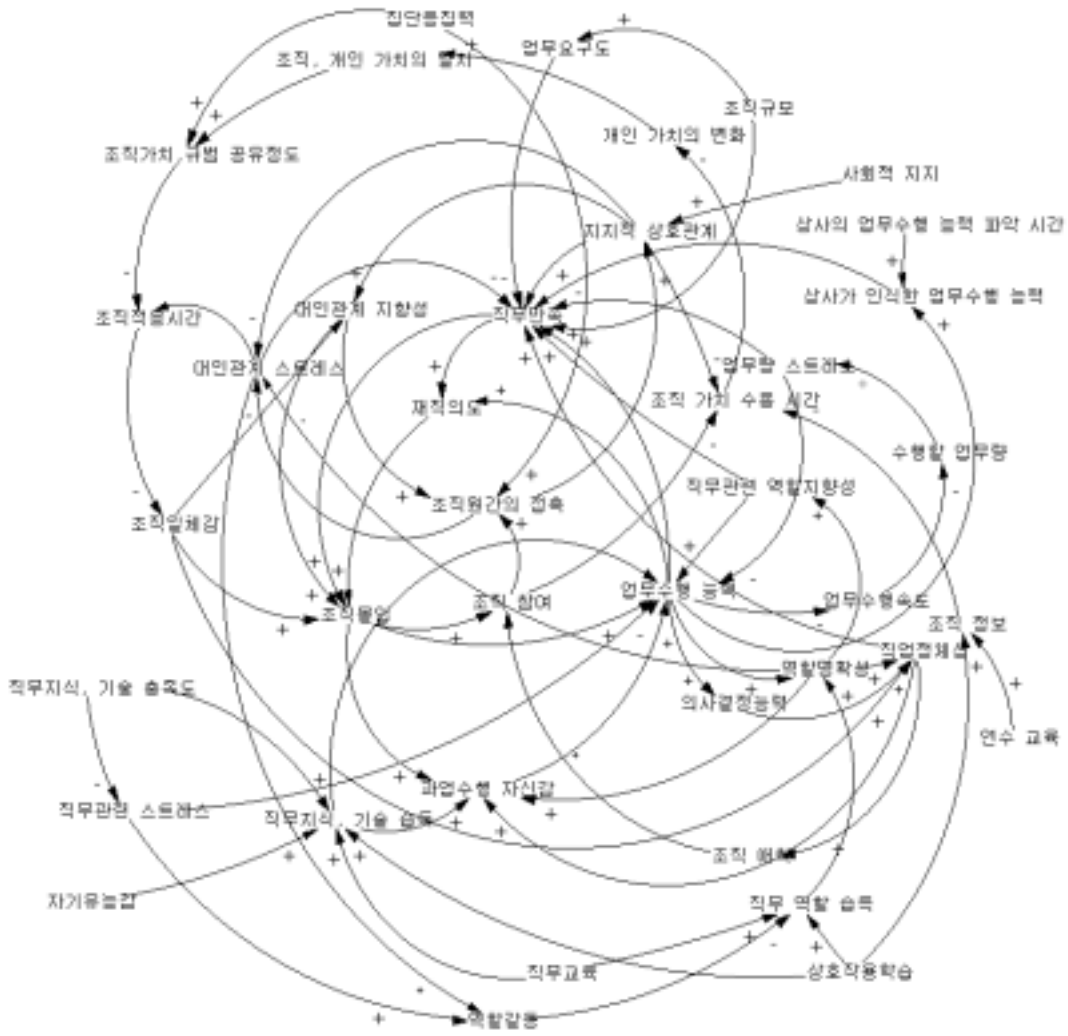 집단응집력
업무요구도
조직, 개인 가치의 일치
조직규모
개인 가치의 변화
조직가치 규범 공유정도
사회적 지지
지지적 상호관계
상사의 업무수행 능력 파악 시간
상사가 인식한 업무수행 능력
대인관계 지향성
직무만족
조직적응시간
대인관계 스트레스
업무량 스트레스
재직의도
조직 가치 수용 시간
수행할 업무량
직무관련 역할지향성
조직원간의 접촉
조직일체감
업무수행 능력
업무수행속도
조직몰입
조직 참여
조직 정보
직업정체성
역할명확성
직무지식, 기술 충족도
의사결정능력
연수 교육
과업수행 자신감
직무관련 스트레스
직무지식, 기술 습득
조직
자기유능감
직무 역할 습득
직무교육
상호작용학습
역할갈등